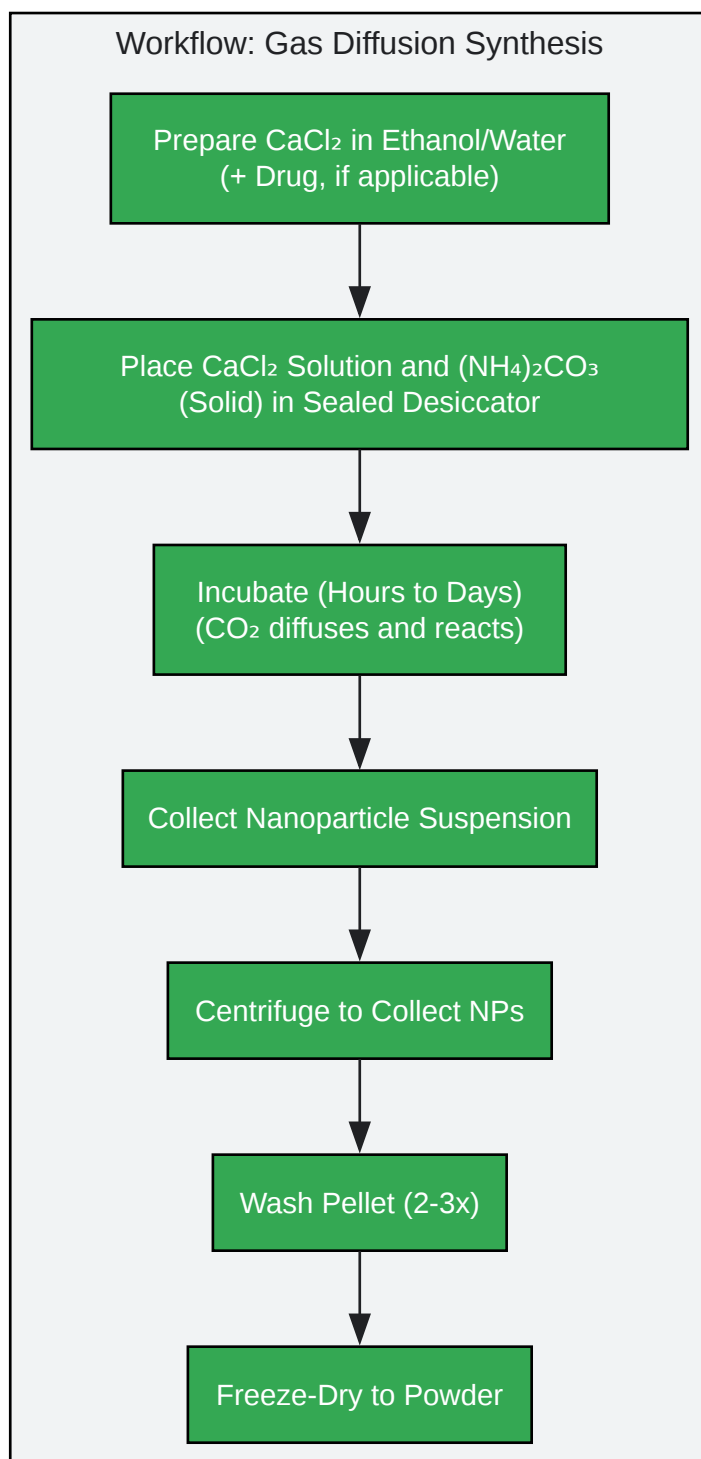 Workflow: Gas Diffusion Synthesis
Prepare CaCl₂ in Ethanol/Water
(+ Drug, if applicable)
Place CaCl₂ Solution and (NH₄)₂CO₃
(Solid) in Sealed Desiccator
Incubate (Hours to Days)
(CO₂ diffuses and reacts)
Collect Nanoparticle Suspension
Centrifuge to Collect NPs
Wash Pellet (2-3x)
Freeze-Dry to Powder